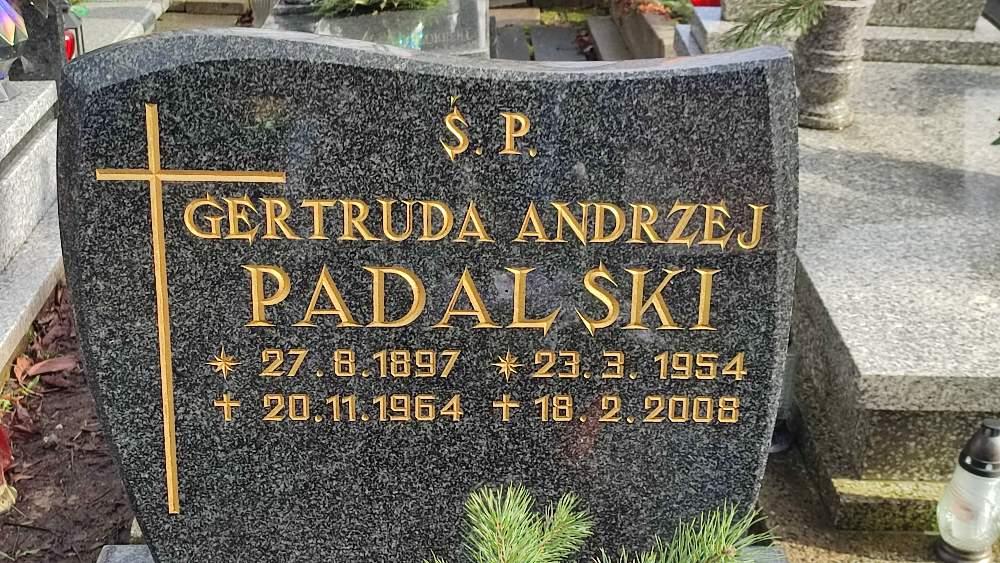 Ś. P.
GERTRUDA ANDRZEJ
PADALSKI
27. 8. 1897 23. 3. 1954
20. 11. 1964 18. 2. 2008